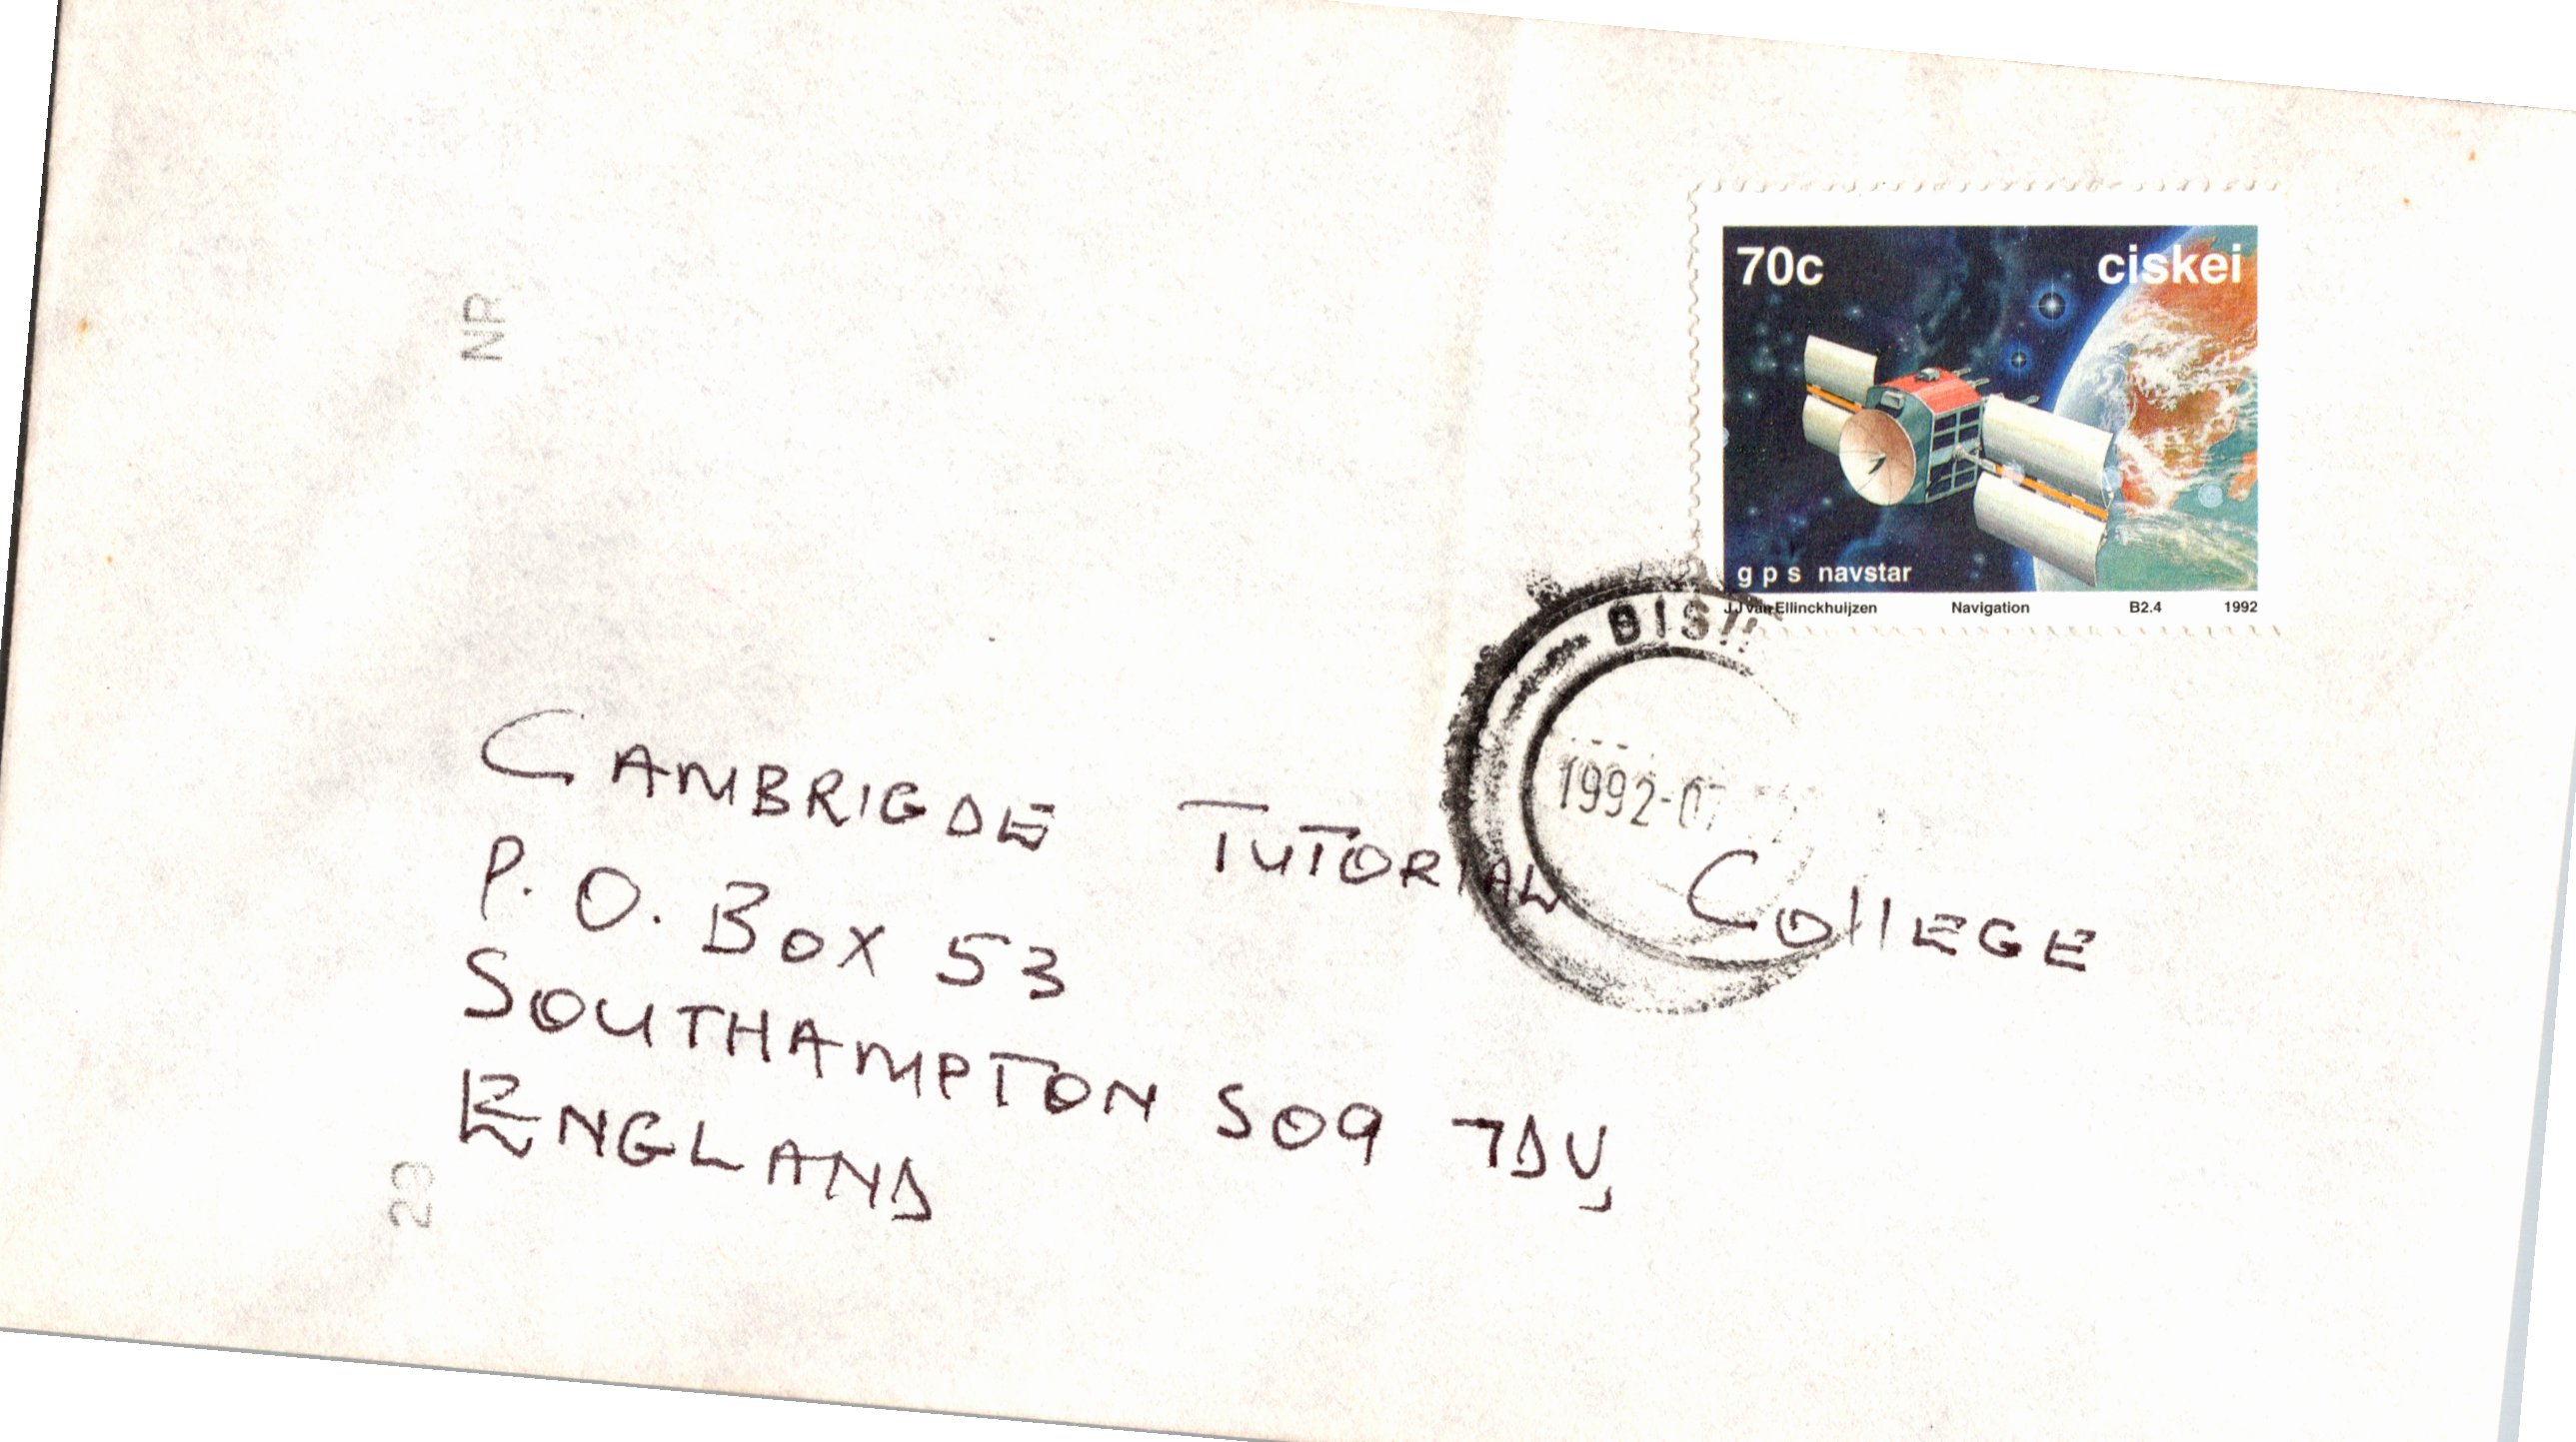 NR
70c ciskei
g p s navstar
J J van Ellinckhuijzen Navigation B2.4 1992
1992-07
CAMBRIGDE TUTORIAL COllEGE
P. O. BOX 53
SOUTHAMPTON SO9 7DU,
ENGLAND
23